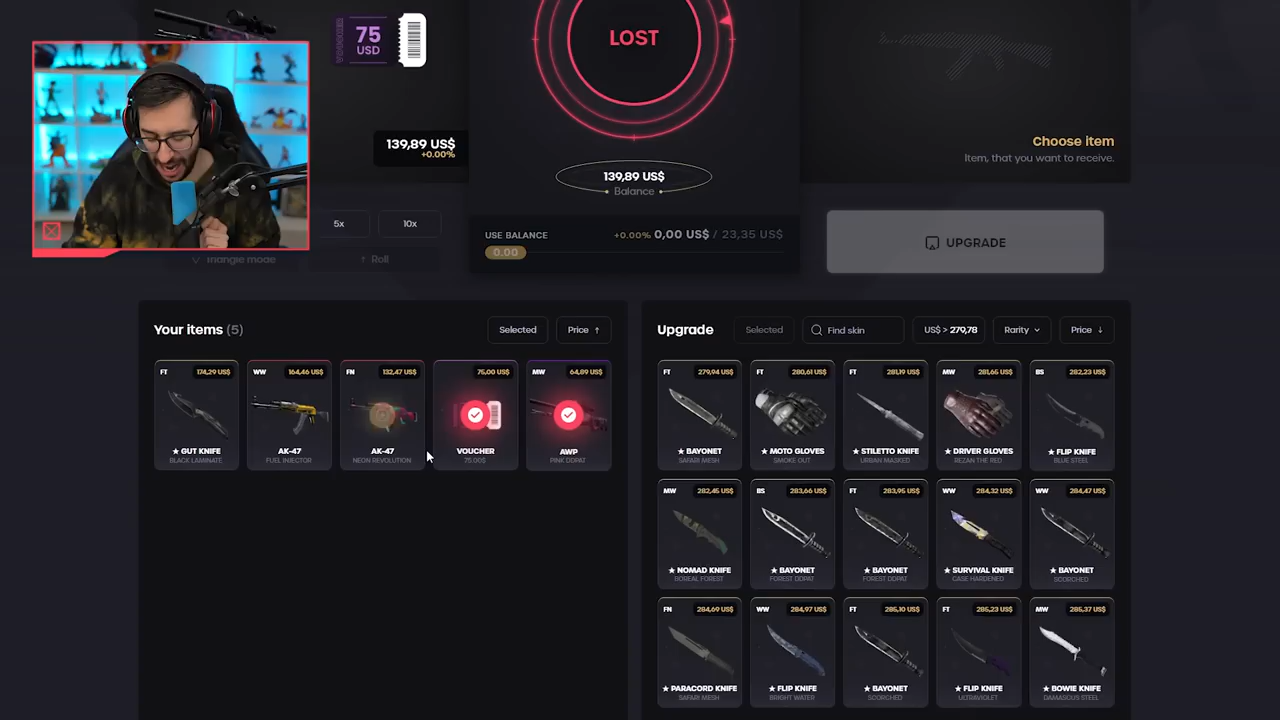 75
USD
LOST
139,89 US$
+0.00%
139,89 US$
Balance
Choose item
Item, that you want to receive.
5x
10x
USE BALANCE
+0.00% 0,00 US$ / 23,35 US$
0.00
UPGRADE
Triangle mode
Roll
Your items (5)
Selected
Price
Upgrade
Selected
Find skin
US$ > 279,78
Rarity
Price
FT 174,29 US$
WW 164,46 US$
FN 132,47 US$
75,00 US$
MW 64,89 US$
★ GUT KNIFE
BLACK LAMINATE
AK-47
FUEL INJECTOR
AK-47
NEON REVOLUTION
VOUCHER
75.00$
AWP
PINK DDPAT
FT 279,94 US$
FT 280,61 US$
FT 281,19 US$
MW 281,65 US$
BS 282,23 US$
★ BAYONET
SAFARI MESH
★ MOTO GLOVES
SMOKE OUT
★ STILETTO KNIFE
URBAN MASKED
★ DRIVER GLOVES
REZAN THE RED
★ FLIP KNIFE
BLUE STEEL
MW 282,45 US$
BS 283,66 US$
FT 283,95 US$
WW 284,32 US$
WW 284,47 US$
★ NOMAD KNIFE
BOREAL FOREST
★ BAYONET
FOREST DDPAT
★ BAYONET
FOREST DDPAT
★ SURVIVAL KNIFE
CASE HARDENED
★ BAYONET
SCORCHED
FN 284,69 US$
WW 284,97 US$
FT 285,10 US$
FT 285,23 US$
MW 285,37 US$
★ PARACORD KNIFE
SAFARI MESH
★ FLIP KNIFE
BRIGHT WATER
★ BAYONET
SCORCHED
★ FLIP KNIFE
ULTRAVIOLET
★ BOWIE KNIFE
DAMASCUS STEEL